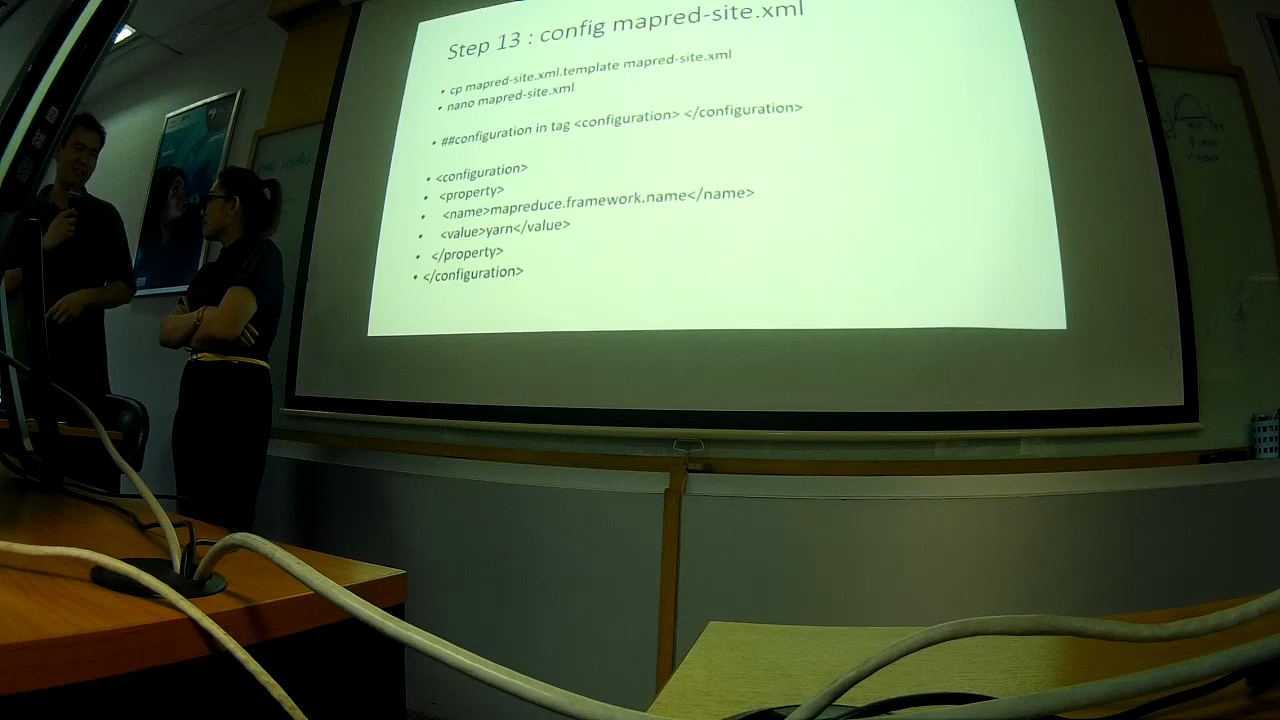 Step 13 : config mapred-site.xml
• cp mapred-site.xml.template mapred-site.xml
• nano mapred-site.xml
• ##configuration in tag <configuration> </configuration>
• <configuration>
• <property>
• <name>mapreduce.framework.name</name>
• <value>yarn</value>
• </property>
• </configuration>